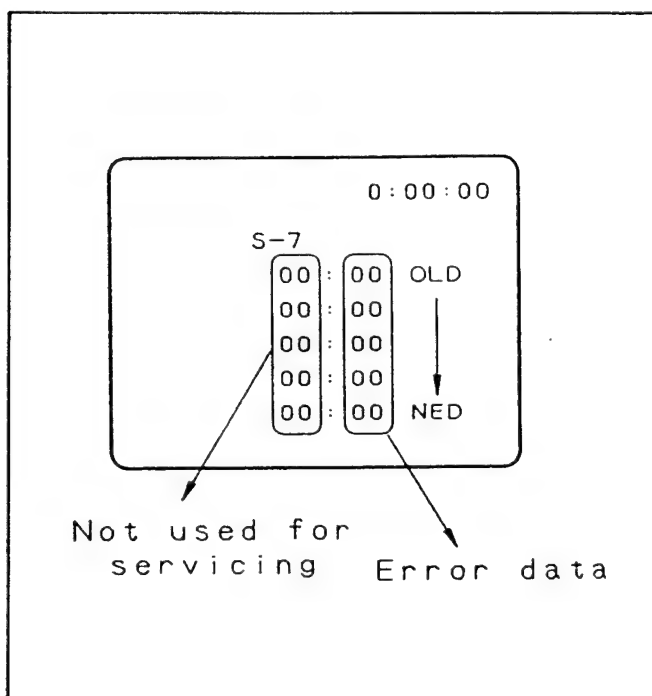 0:00:00
S-7
00 : 00 OLD
00 : 00
00 : 00
00 : 00
00 : 00 NED
Not used for
servicing
Error data